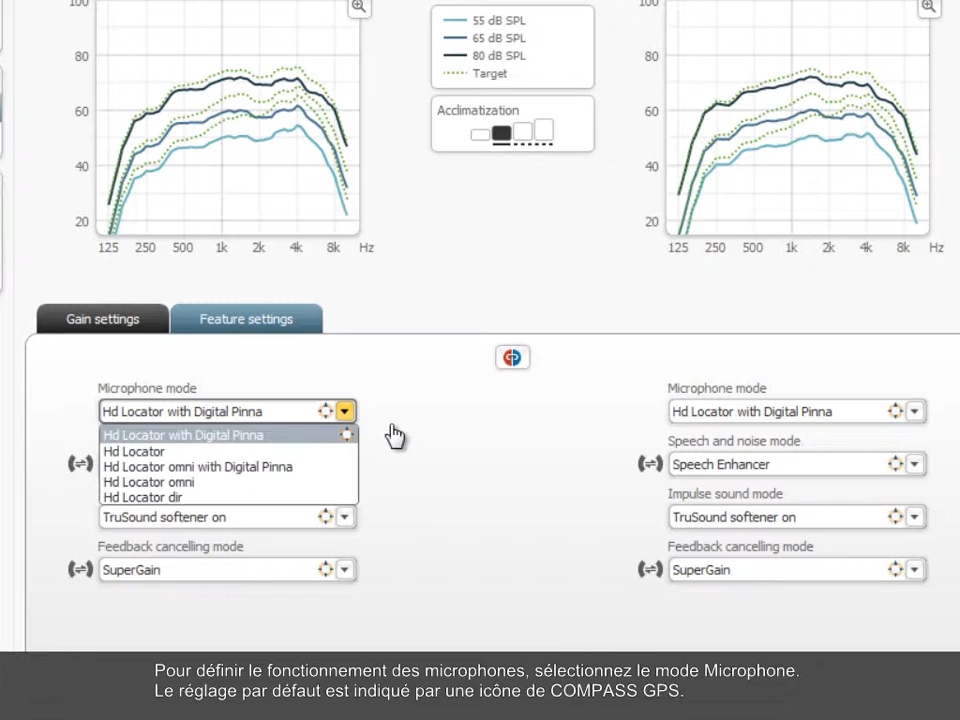 100
80
60
40
20
125 250 500 1k 2k 4k 8k Hz
55 dB SPL
65 dB SPL
80 dB SPL
Target
Acclimatization
100
80
60
40
20
125 250 500 1k 2k 4k 8k Hz
Gain settings
Feature settings
Microphone mode
Hd Locator with Digital Pinna
Hd Locator with Digital Pinna
Hd Locator
Hd Locator omni with Digital Pinna
Hd Locator omni
Hd Locator dir
TruSound softener on
Feedback cancelling mode
SuperGain
Microphone mode
Hd Locator with Digital Pinna
Speech and noise mode
Speech Enhancer
Impulse sound mode
TruSound softener on
Feedback cancelling mode
SuperGain
Pour définir le fonctionnement des microphones, sélectionnez le mode Microphone.
Le réglage par défaut est indiqué par une icône de COMPASS GPS.